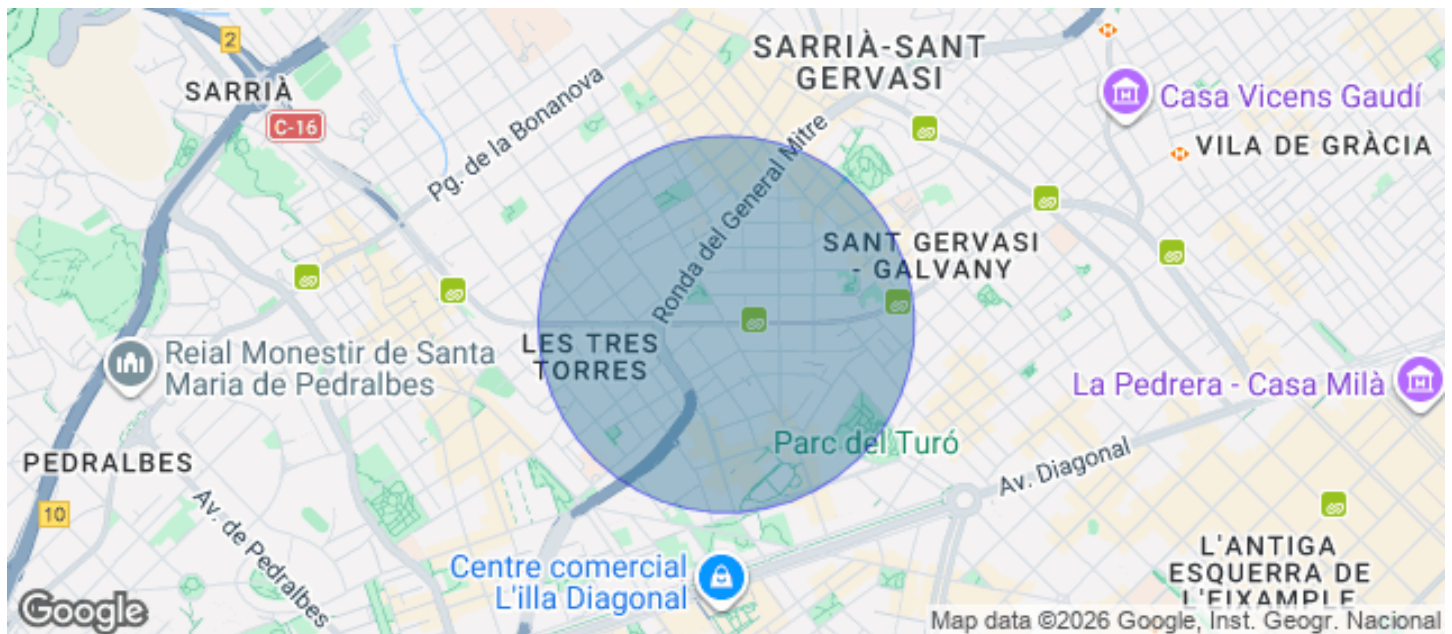 2
SARRIÀ
C-16
Pg. de la Bonanova
SARRIÀ-SANT
GERVASI
Casa Vicens Gaudí
VILA DE GRÀCIA
Ronda del General Mitre
SANT GERVASI
- GALVANY
LES TRES
TORRES
Reial Monestir de Santa
Maria de Pedralbes
La Pedrera - Casa Milà
PEDRALBES
Parc del Turó
Av. Diagonal
10
Av. de Pedralbes
Centre comercial
L'illa Diagonal
L'ANTIGA
ESQUERRA DE
L'EIXAMPLE
Google
Map data ©2026 Google, Inst. Geogr. Nacional